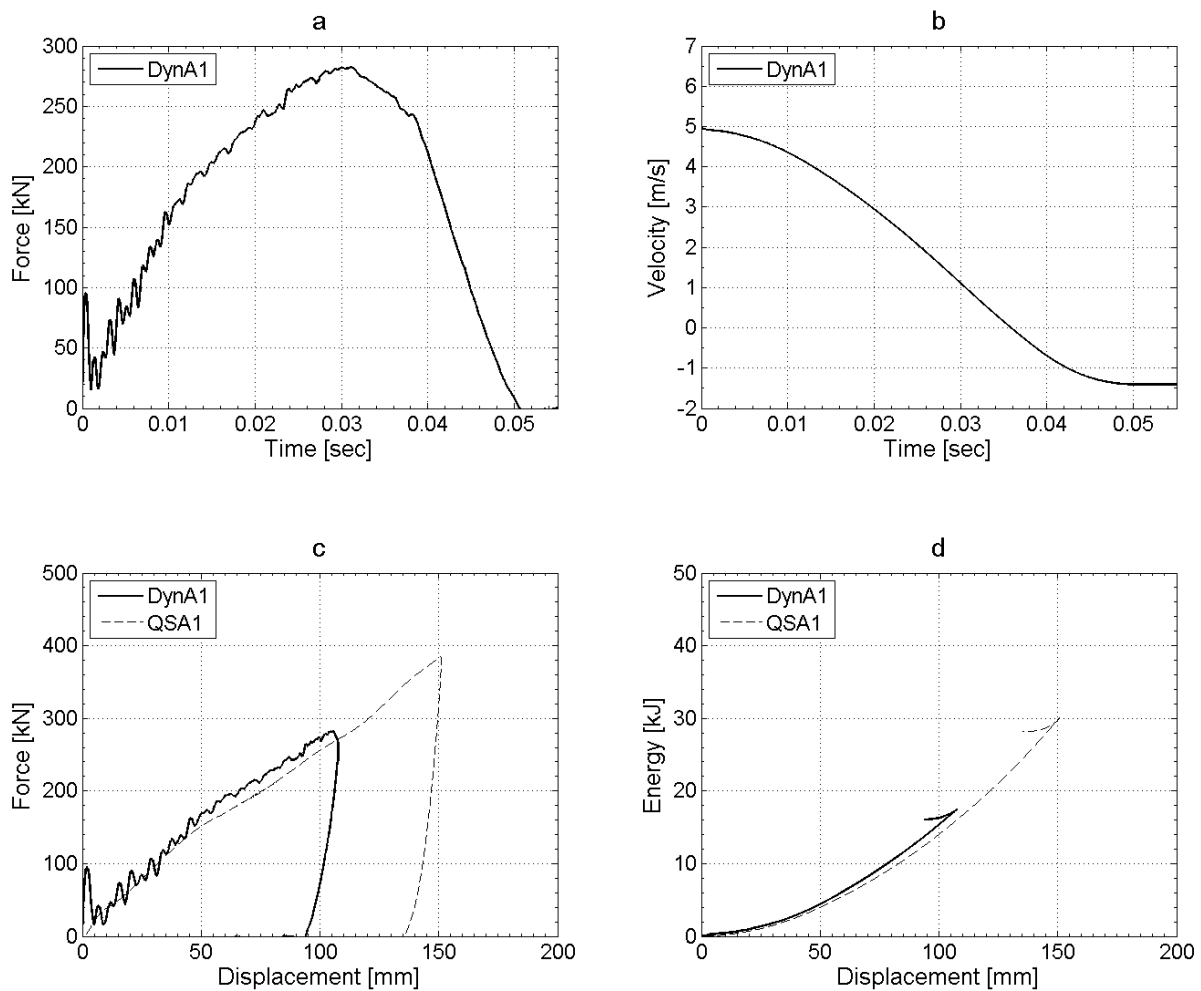 a
300
250
200
150
100
50
0
Force [kN]
DynA1
0 0.01 0.02 0.03 0.04 0.05
Time [sec]
b
7
6
5
4
3
2
1
0
-1
-2
Velocity [m/s]
DynA1
0 0.01 0.02 0.03 0.04 0.05
Time [sec]
c
500
400
300
200
100
0
Force [kN]
DynA1
QSA1
0 50 100 150 200
Displacement [mm]
d
50
40
30
20
10
0
Energy [kJ]
DynA1
QSA1
0 50 100 150 200
Displacement [mm]